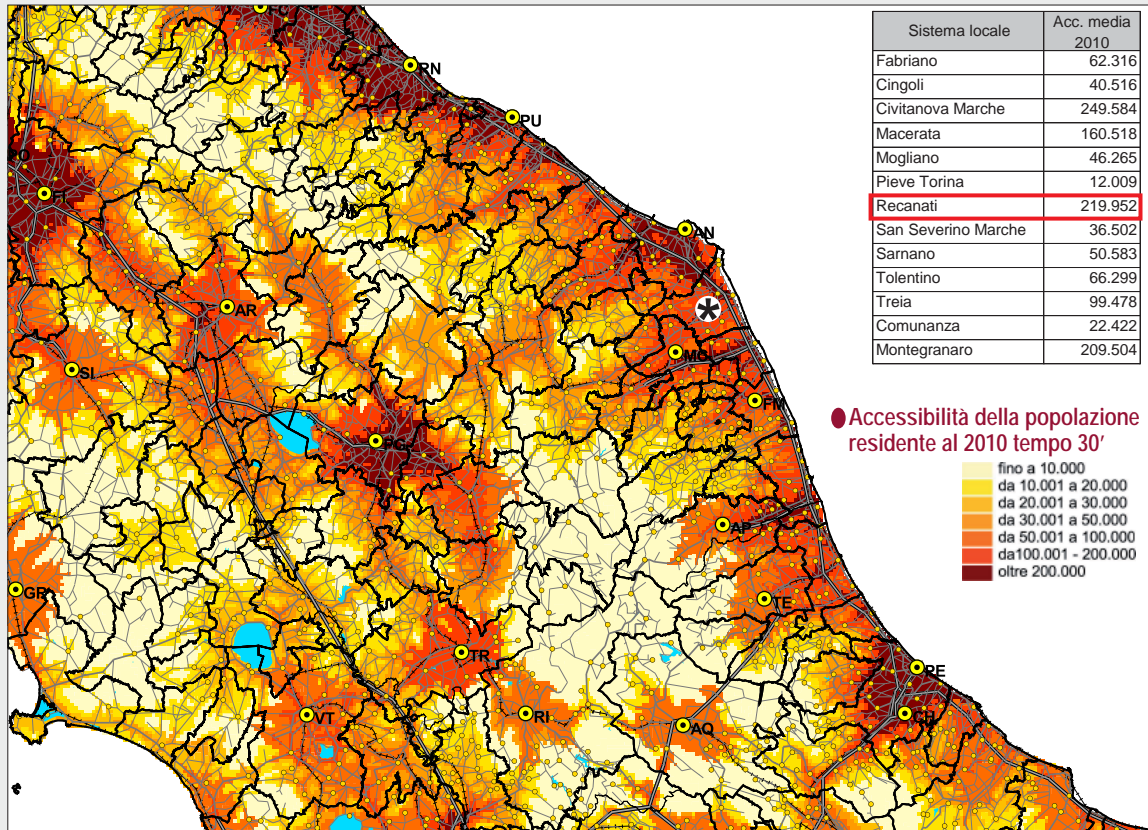 Sistema locale
Acc. media
2010
Fabriano 62.316
Cingoli 40.516
Civitanova Marche 249.584
Macerata 160.518
Mogliano 46.265
Pieve Torina 12.009
Recanati 219.952
San Severino Marche 36.502
Sarnano 50.583
Tolentino 66.299
Treia 99.478
Comunanza 22.422
Montegranaro 209.504
Accessibilità della popolazione
residente al 2010 tempo 30'
fino a 10.000
da 10.001 a 20.000
da 20.001 a 30.000
da 30.001 a 50.000
da 50.001 a 100.000
da100.001 - 200.000
oltre 200.000
RN
PU
AN
*
AR
MC
SI
FM
PG
AP
GR
TE
TR
PE
VT
RI
AQ
CH